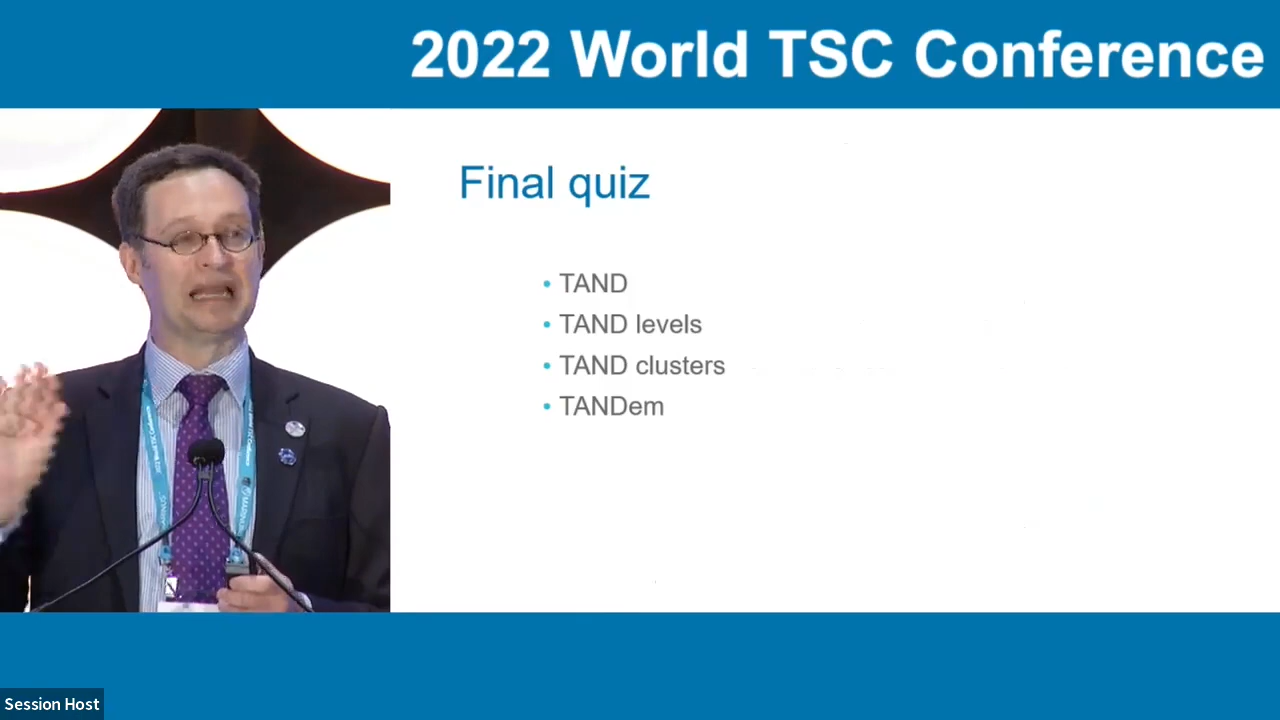 2022 World TSC Conference
Final quiz
• TAND
• TAND levels
• TAND clusters
• TANDem
Session Host